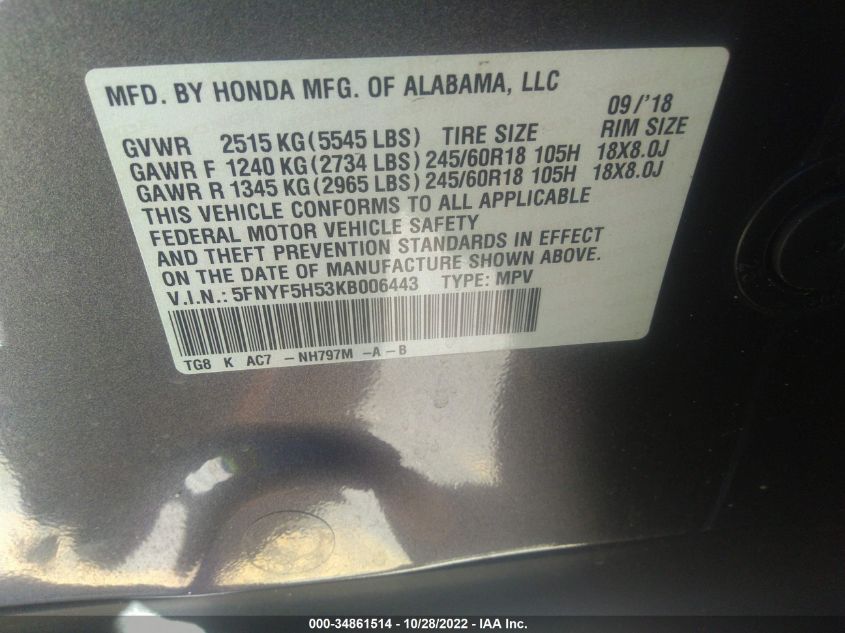 MFD. BY HONDA MFG. OF ALABAMA, LLC
09/'18
GVWR 2515 KG (5545 LBS) TIRE SIZE RIM SIZE
GAWR F 1240 KG (2734 LBS) 245/60R18 105H 18X8.0J
GAWR R 1345 KG (2965 LBS) 245/60R18 105H 18X8.0J
THIS VEHICLE CONFORMS TO ALL APPLICABLE
FEDERAL MOTOR VEHICLE SAFETY
AND THEFT PREVENTION STANDARDS IN EFFECT
ON THE DATE OF MANUFACTURE SHOWN ABOVE.
V.I.N.: 5FNYF5H53KB006443 TYPE: MPV
TG8 K AC7 -NH797M -A-B
000-34861514 - 10/28/2022 - IAA Inc.